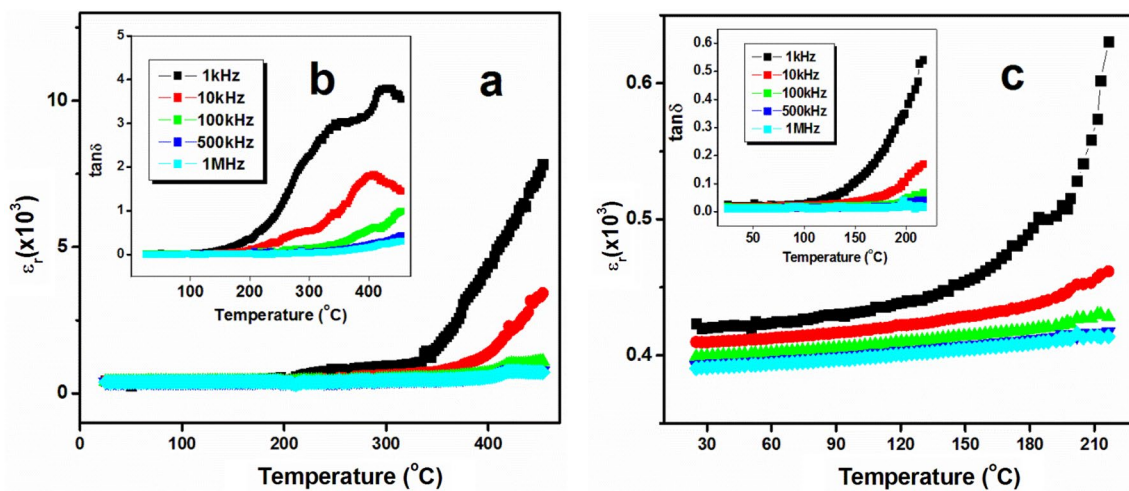 5
4
3
2
1
0
tanδ
1kHz
10kHz
100kHz
500kHz
1MHz
b
100 200 300 400
Temperature (°C)
a
10
5
0
εr(x10³)
0 100 200 300 400
Temperature (°C)
0.6
0.5
0.4
0.3
0.2
0.1
0.0
tanδ
1kHz
10kHz
100kHz
500kHz
1MHz
50 100 150 200
Temperature (°C)
c
0.6
0.5
0.4
εr(x10³)
30 60 90 120 150 180 210
Temperature (°C)